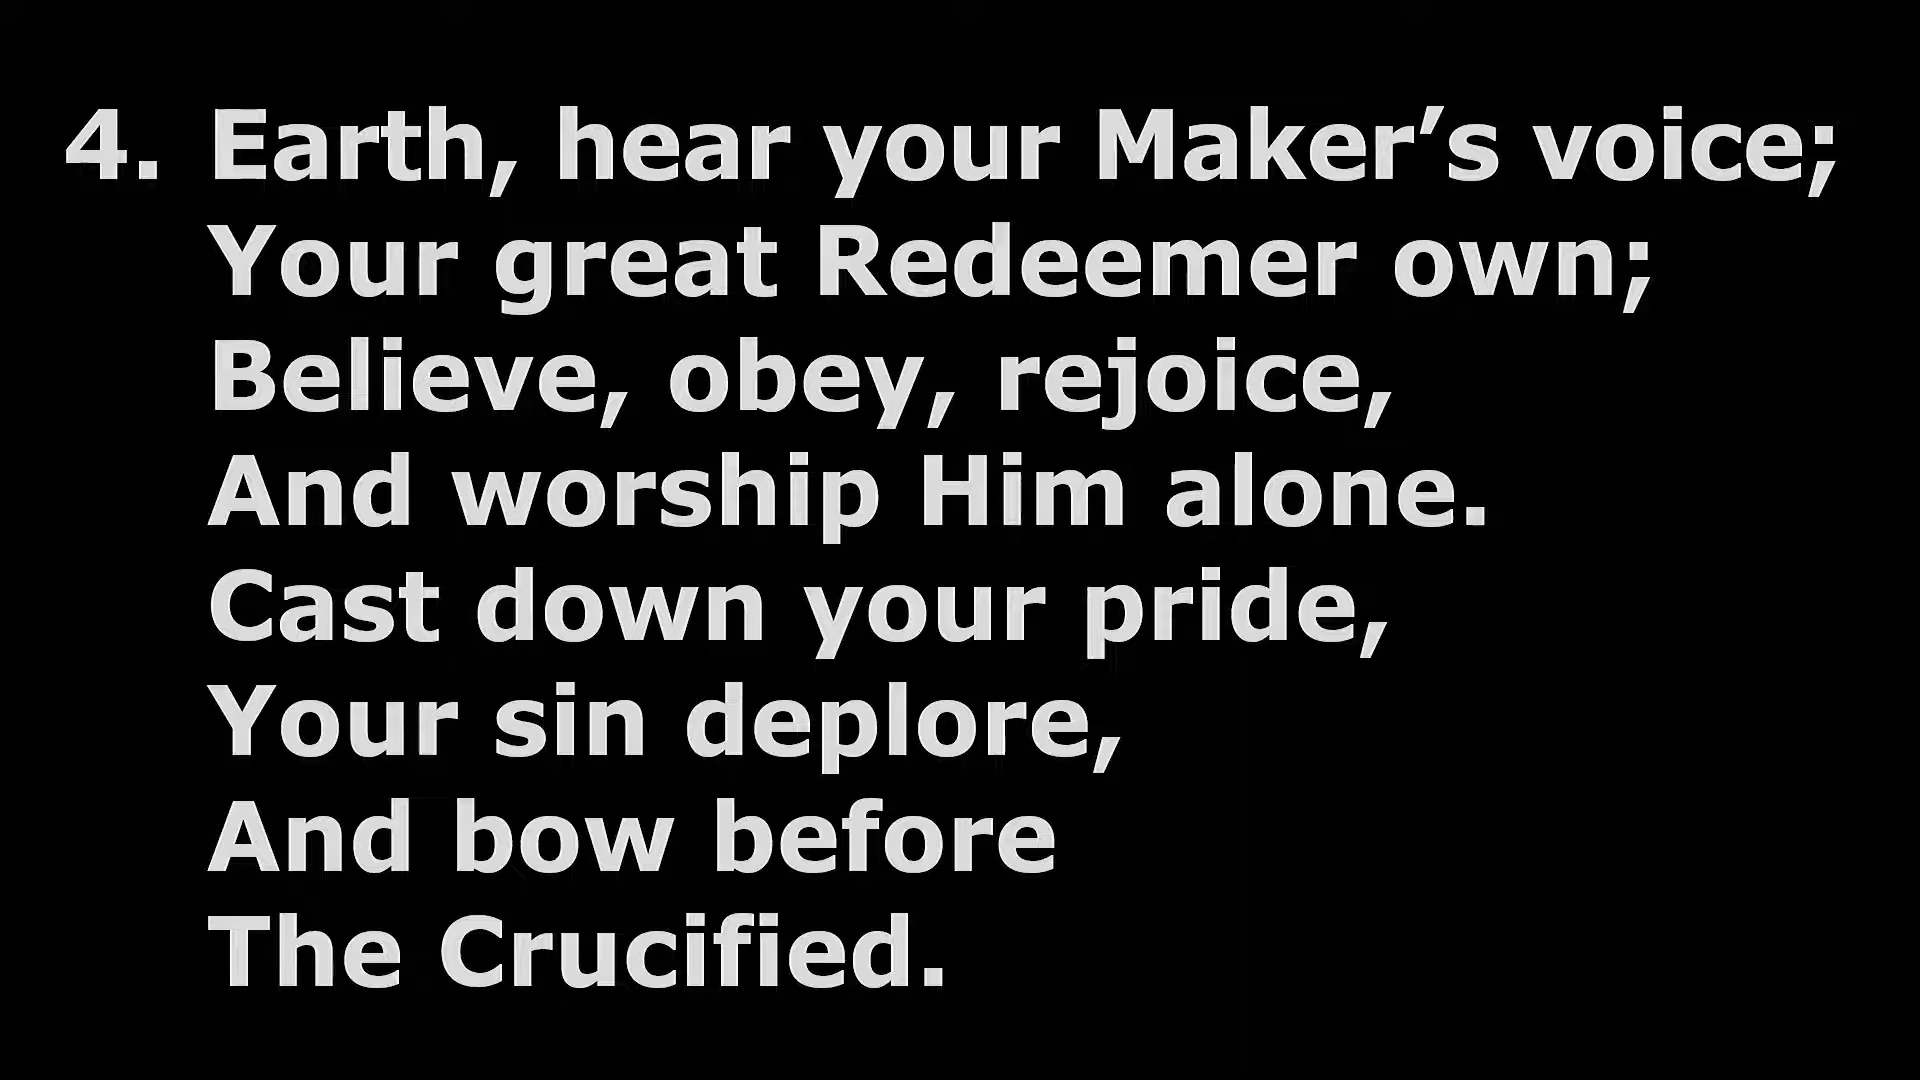 4. Earth, hear your Maker’s voice;
Your great Redeemer own;
Believe, obey, rejoice,
And worship Him alone.
Cast down your pride,
Your sin deplore,
And bow before
The Crucified.